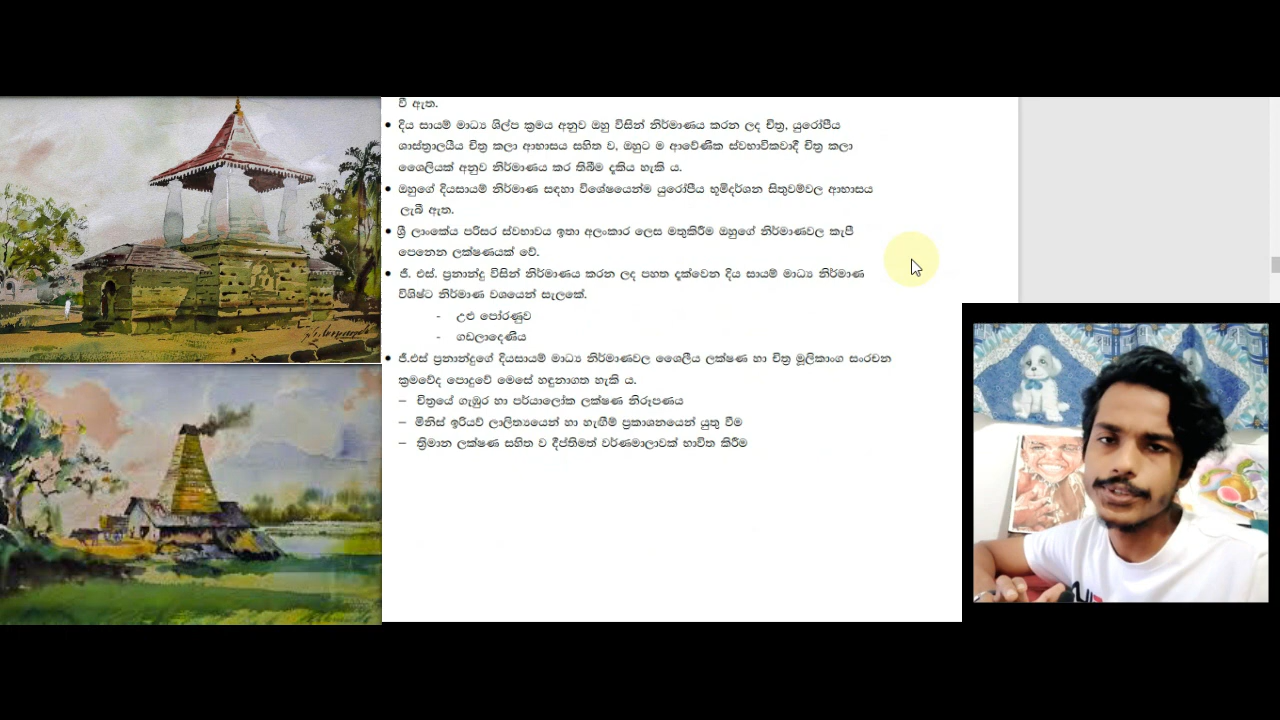 වී ඇත.
• දිය සායම් මාධ්‍ය ශිල්ප ක්‍රමය අනුව ඔහු විසින් නිර්මාණය කරන ලද චිත්‍ර, යුරෝපීය
ශාස්ත්‍රාලයීය චිත්‍ර කලා ආභාසය සහිත ව, ඔහුට ම ආවේණික ස්වභාවිකවාදී චිත්‍ර කලා
ශෛලියක් අනුව නිර්මාණය කර තිබීම දැකිය හැකි ය.
• ඔහුගේ දියසායම් නිර්මාණ සඳහා විශේෂයෙන්ම යුරෝපීය භූමිදර්ශන සිතුවම්වල ආභාසය
ලැබී ඇත.
• ශ්‍රී ලාංකේය පරිසර ස්වභාවය ඉතා අලංකාර ලෙස මතුකිරීම ඔහුගේ නිර්මාණවල කැපී
පෙනෙන ලක්ෂණයක් වේ.
• ජී. එස්. ප්‍රනාන්දු විසින් නිර්මාණය කරන ලද පහත දැක්වෙන දිය සායම් මාධ්‍ය නිර්මාණ
විශිෂ්ට නිර්මාණ වශයෙන් සැලකේ.
- උළු පෝරණුව
- ගඩලාදෙණිය
• ජී.එස් ප්‍රනාන්දුගේ දියසායම් මාධ්‍ය නිර්මාණවල ශෛලීය ලක්ෂණ හා චිත්‍ර මූලිකාංග සංරචන
ක්‍රමවේද පොදුවේ මෙසේ හඳුනාගත හැකි ය.
– චිත්‍රයේ ගැඹුර හා පර්යාලෝක ලක්ෂණ නිරූපණය
– මිනිස් ඉරියව් ලාලිත්‍යයෙන් හා හැඟීම් ප්‍රකාශනයෙන් යුතු වීම
– ත්‍රිමාන ලක්ෂණ සහිත ව දීප්තිමත් වර්ණමාලාවක් භාවිත කිරීම